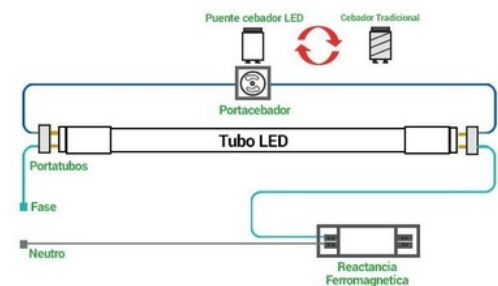 Puente cebador LED
Cebador Tradicional
Portacebador
Tubo LED
Portatubos
Fase
Neutro
Reactancia
Ferromagnetica